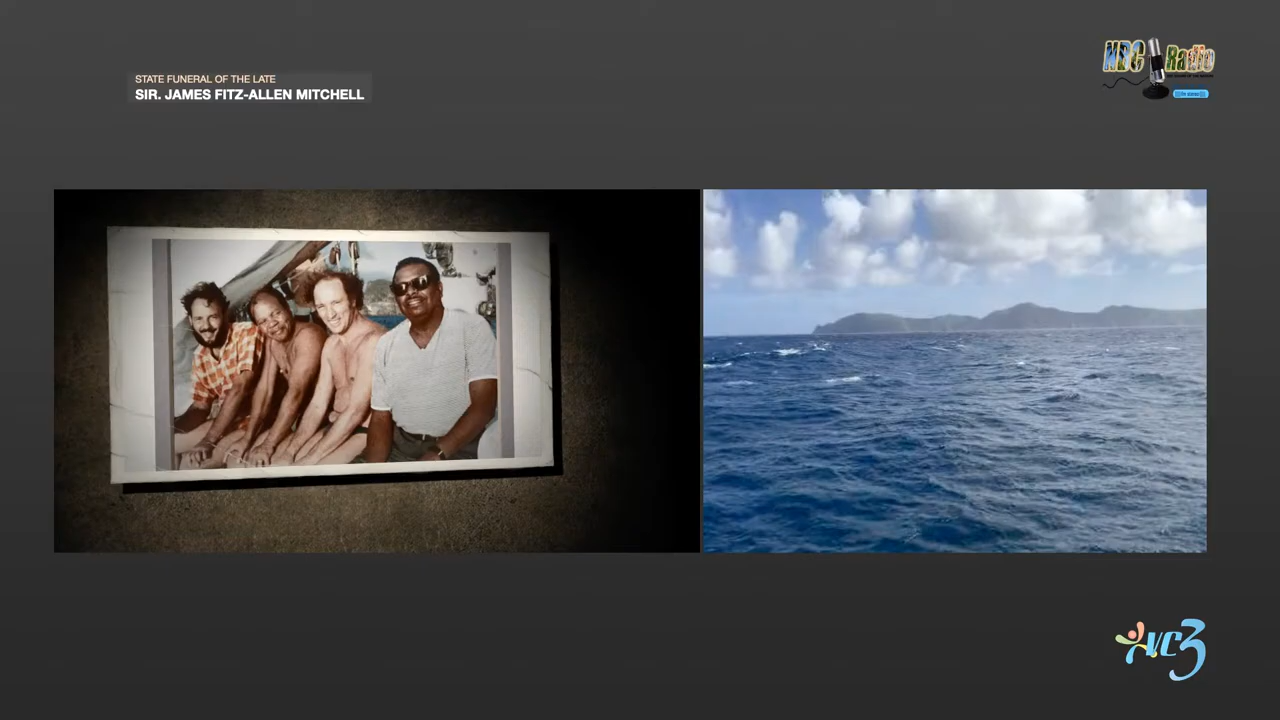 STATE FUNERAL OF THE LATE
SIR. JAMES FITZ-ALLEN MITCHELL
NBC Radio
VC3